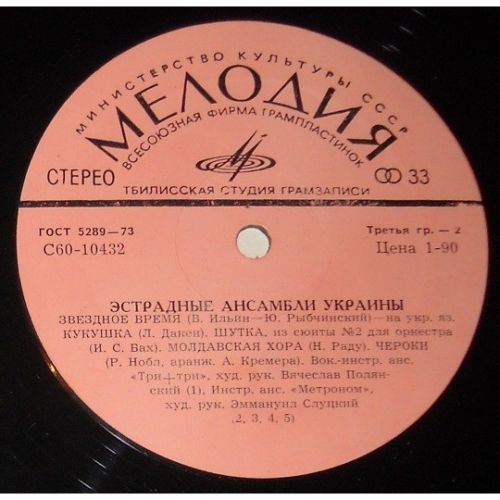 МИНИСТЕРСТВО КУЛЬТУРЫ СССР
МЕЛОДИЯ
ВСЕСОЮЗНАЯ ФИРМА ГРАМПЛАСТИНОК
СТЕРЕО
33
ТБИЛИССКАЯ СТУДИЯ ГРАМЗАПИСИ
ГОСТ 5289—73
Третья гр. — 2
С60-10432
Цена 1-90
ЭСТРАДНЫЕ АНСАМБЛИ УКРАИНЫ
ЗВЕЗДНОЕ ВРЕМЯ (В. Ильин—Ю. Рыбчинский)— на укр. яз.
КУКУШКА (Л. Дакен). ШУТКА, из сюиты №2 для оркестра
(И. С. Бах). МОЛДАВСКАЯ ХОРА (Н. Раду). ЧЕРОКИ
(Р. Нобл, аранж. А. Кремера). Вок.-инстр. анс.
«Три+три», худ. рук. Вячеслав Полян-
ский (1), Инстр. анс. «Метроном»,
худ. рук. Эммануил Слуцкий
(2, 3, 4, 5)